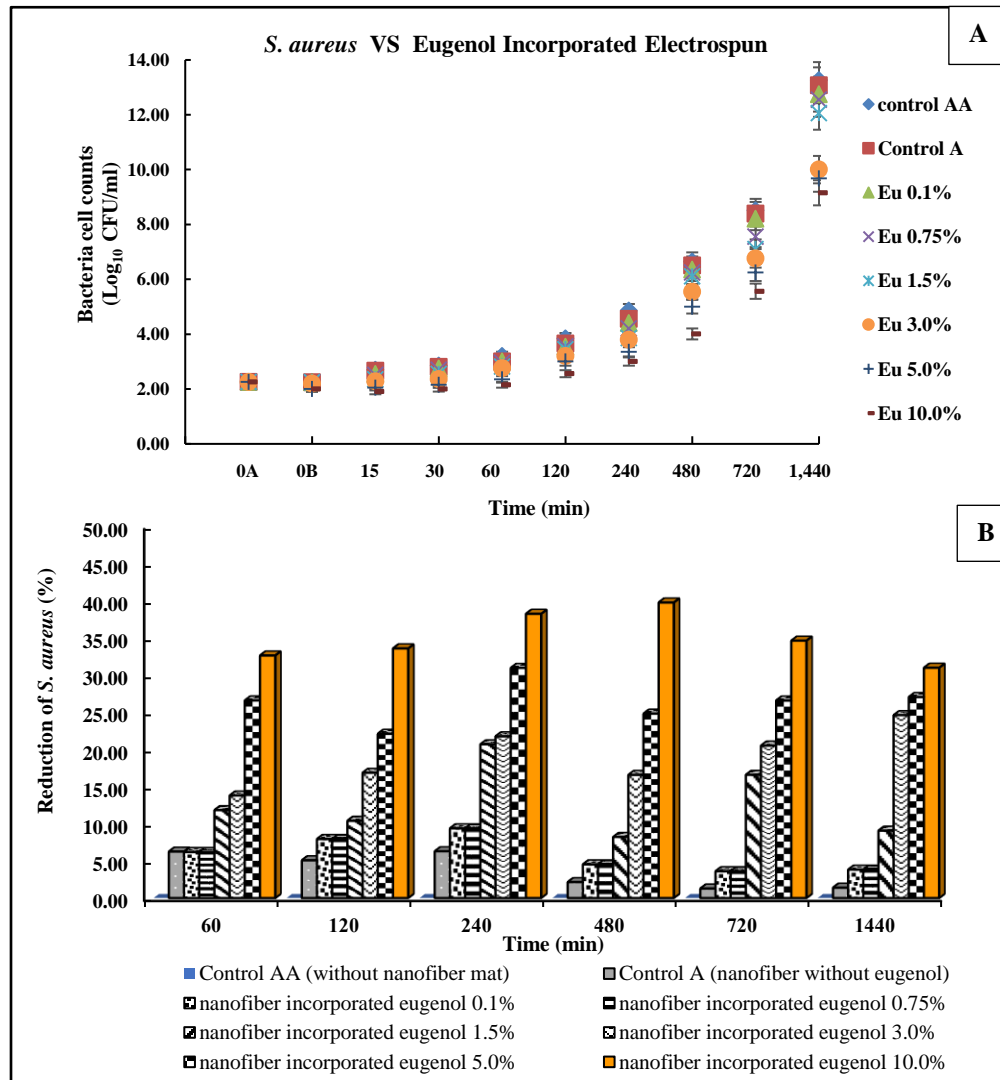 A
S. aureus VS Eugenol Incorporated Electrospun
14.00
12.00
10.00
8.00
6.00
4.00
2.00
0.00
Bacteria cell counts
(Log10 CFU/ml)
0A 0B 15 30 60 120 240 480 720 1,440
Time (min)
control AA
Control A
Eu 0.1%
Eu 0.75%
Eu 1.5%
Eu 3.0%
Eu 5.0%
Eu 10.0%
B
50.00
45.00
40.00
35.00
30.00
25.00
20.00
15.00
10.00
5.00
0.00
Reduction of S. aureus (%)
60 120 240 480 720 1440
Time (min)
Control AA (without nanofiber mat)
Control A (nanofiber without eugenol)
nanofiber incorporated eugenol 0.1%
nanofiber incorporated eugenol 0.75%
nanofiber incorporated eugenol 1.5%
nanofiber incorporated eugenol 3.0%
nanofiber incorporated eugenol 5.0%
nanofiber incorporated eugenol 10.0%